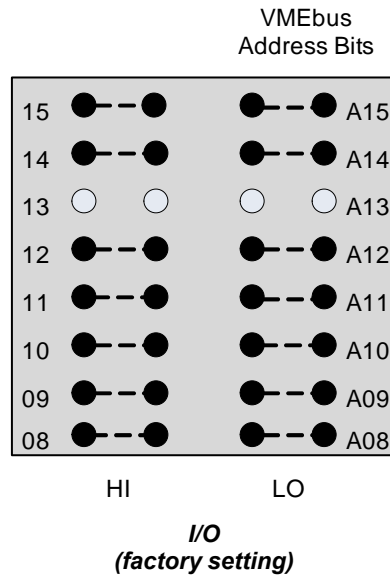 VMEbus
Address Bits
15 A15
14 A14
13 A13
12 A12
11 A11
10 A10
09 A09
08 A08
HI LO
I/O
(factory setting)